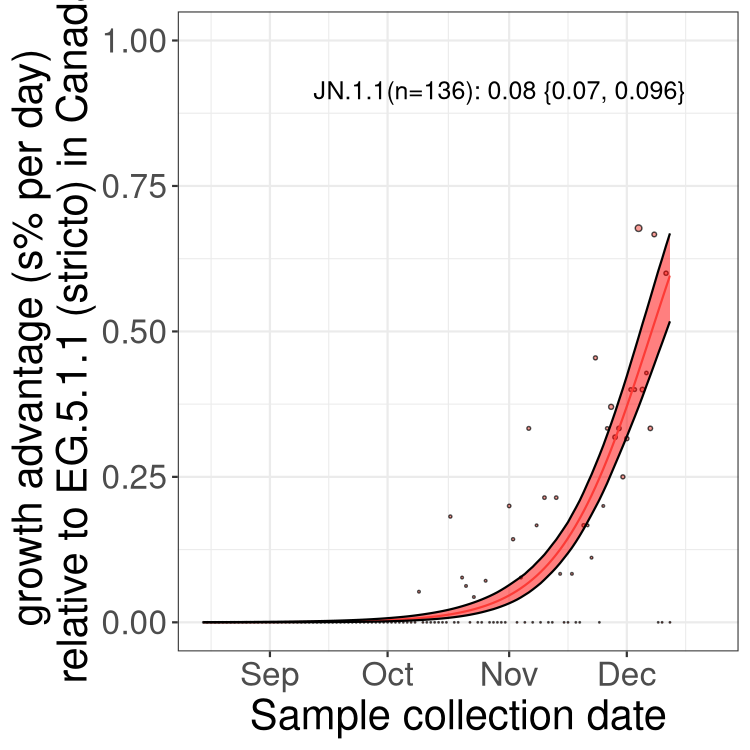 growth advantage (s% per day)
relative to EG.5.1.1 (stricto) in Canada
1.00
0.75
0.50
0.25
0.00
JN.1.1(n=136): 0.08 {0.07, 0.096}
Sep Oct Nov Dec
Sample collection date